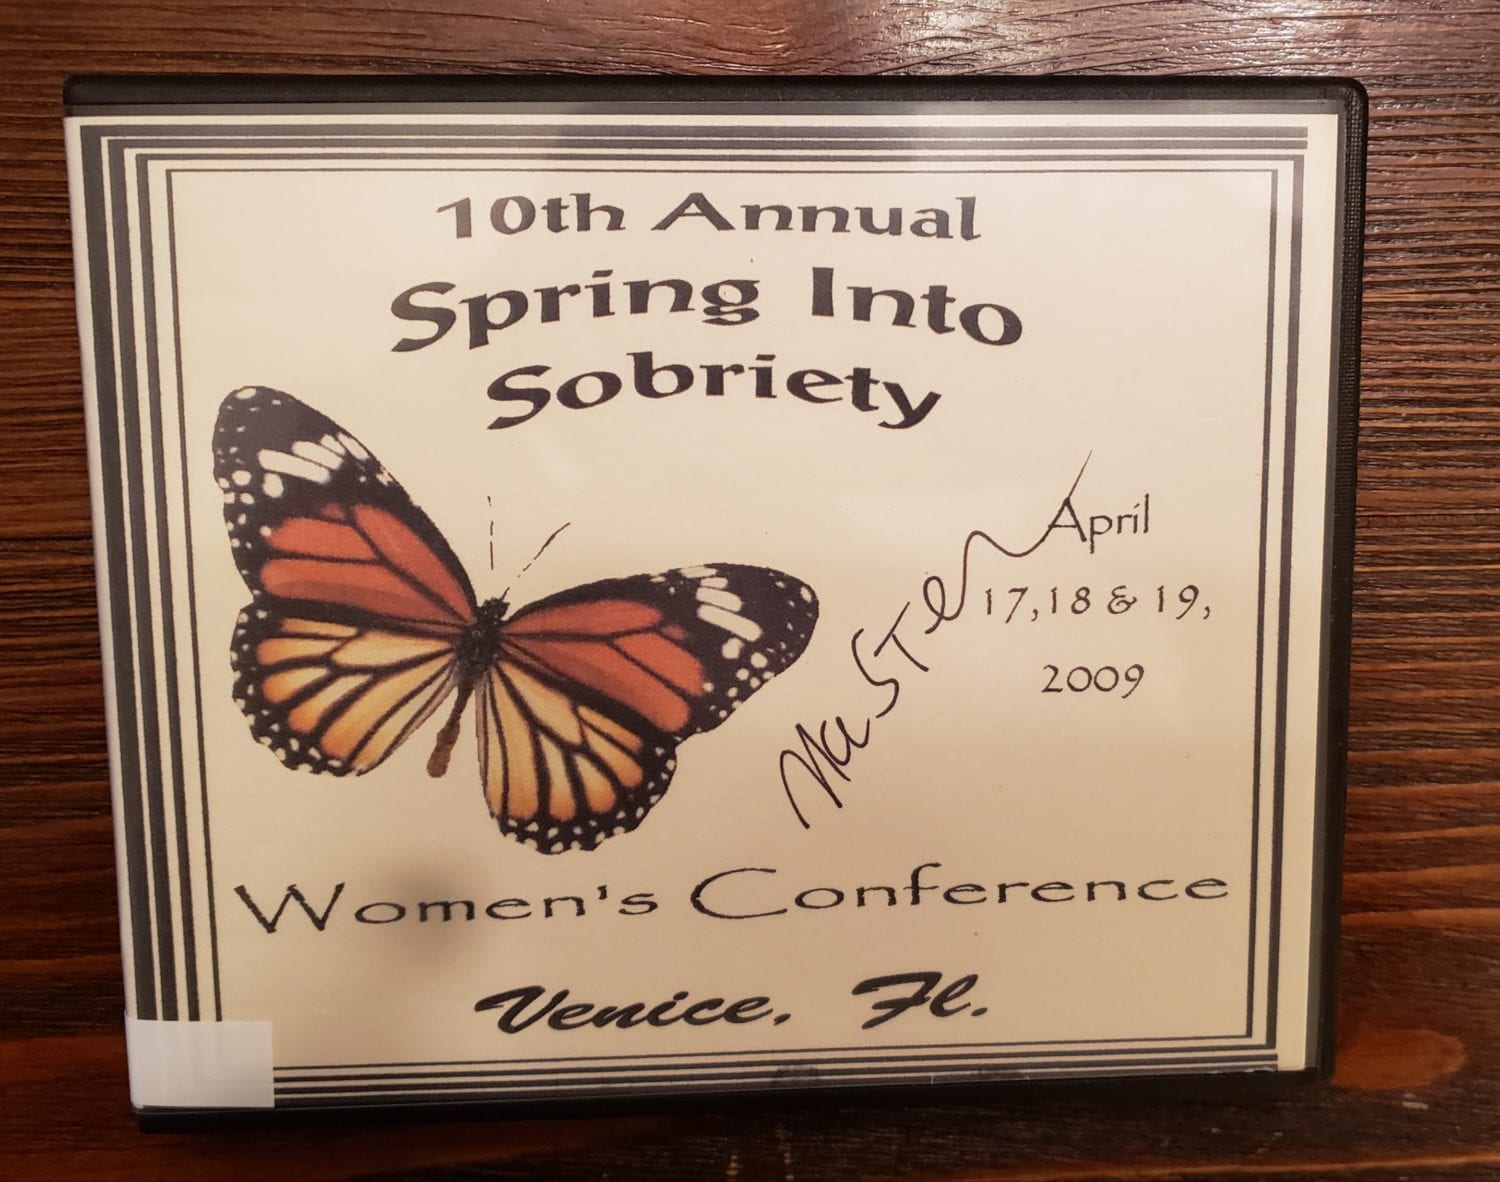 10th Annual
Spring Into
Sobriety
April
17,18 & 19,
2009
Master
Women's Conference
Venice, Fl.